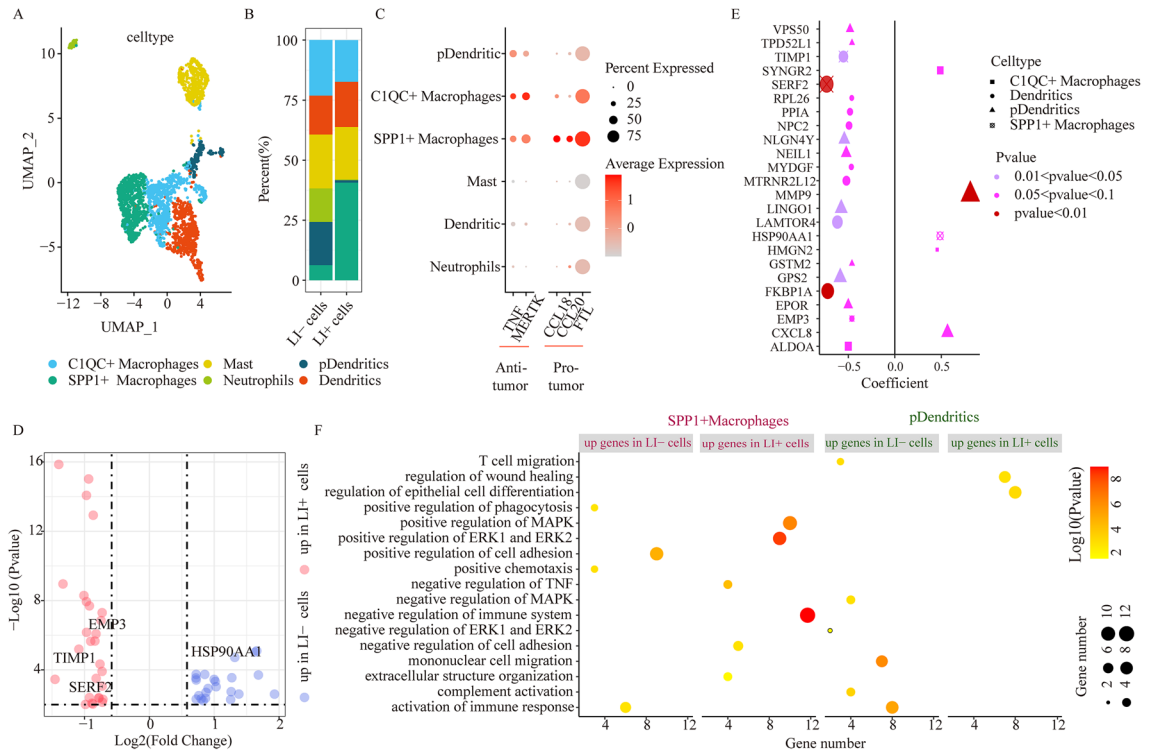 A
celltype
10
5
0
−5
UMAP_2
−12
−8
−4
0
4
UMAP_1
B
100
75
50
25
0
Percent(%)
LI− cells
LI+ cells
C1QC+ Macrophages
Mast
pDendritics
SPP1+ Macrophages
Neutrophils
Dendritics
C
pDendritic
C1QC+ Macrophages
SPP1+ Macrophages
Mast
Dendritic
Neutrophils
TNF
MERTK
CCL18
CCL20
FTL
Anti-
tumor
Pro-
tumor
Percent Expressed
0
25
50
75
Average Expression
1
0
E
VPS50
TPD52L1
TIMP1
SYNGR2
SERF2
RPL26
PPIA
NPC2
NLGN4Y
NEIL1
MYDGF
MTRNR2L12
MMP9
LINGO1
LAMTOR4
HSP90AA1
HMGN2
GSTM2
GPS2
FKBP1A
EPOR
EMP3
CXCL8
ALDOA
−0.5
0.0
0.5
Coefficient
Celltype
C1QC+ Macrophages
Dendritics
pDendritics
SPP1+ Macrophages
Pvalue
0.01<pvalue<0.05
0.05<pvalue<0.1
pvalue<0.01
D
16
12
8
4
−Log10 (Pvalue)
EMP3
TIMP1
SERF2
HSP90AA1
−1
0
1
2
Log2(Fold Change)
up in LI− cells
up in LI+ cells
F
SPP1+Macrophages
pDendritics
up genes in LI− cells
up genes in LI+ cells
up genes in LI− cells
up genes in LI+ cells
T cell migration
regulation of wound healing
regulation of epithelial cell differentiation
positive regulation of phagocytosis
positive regulation of MAPK
positive regulation of ERK1 and ERK2
positive regulation of cell adhesion
positive chemotaxis
negative regulation of TNF
negative regulation of MAPK
negative regulation of immune system
negative regulation of ERK1 and ERK2
negative regulation of cell adhesion
mononuclear cell migration
extracellular structure organization
complement activation
activation of immune response
4 8 12
4 8 12
4 8 12
4 8 12
Gene number
Log10(Pvalue)
2 4 6 8
Gene number
2 6 10
4 8 12